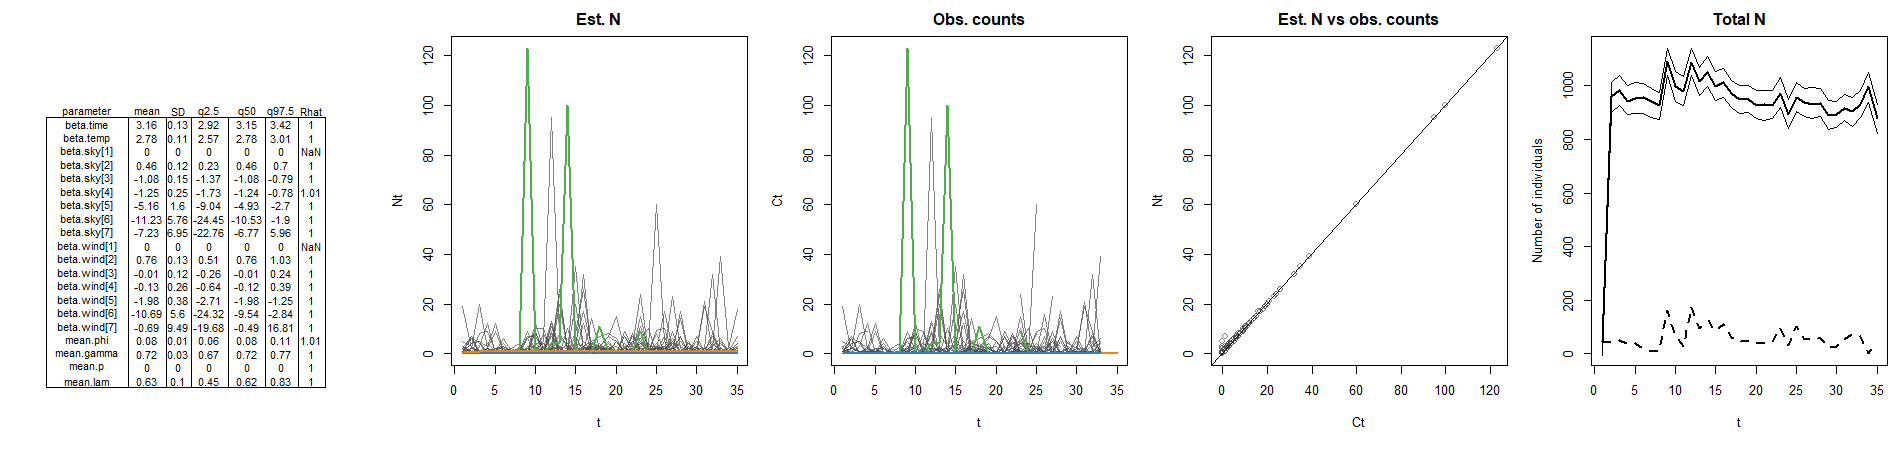 parameter mean SD q2.5 q50 q97.5 Rhat
beta.time 3.16 0.13 2.92 3.15 3.42 1
beta.temp 2.78 0.11 2.57 2.78 3.01 1
beta.sky[1] 0 0 0 0 0 NaN
beta.sky[2] 0.46 0.12 0.23 0.46 0.7 1
beta.sky[3] -1.08 0.15 -1.37 -1.08 -0.79 1
beta.sky[4] -1.25 0.25 -1.73 -1.24 -0.78 1.01
beta.sky[5] -5.16 1.6 -9.04 -4.93 -2.7 1
beta.sky[6] -11.23 5.76 -24.45 -10.53 -1.9 1
beta.sky[7] -7.23 6.95 -22.76 -6.77 5.96 1
beta.wind[1] 0 0 0 0 0 NaN
beta.wind[2] 0.76 0.13 0.51 0.76 1.03 1
beta.wind[3] -0.01 0.12 -0.26 -0.01 0.24 1
beta.wind[4] -0.13 0.26 -0.64 -0.12 0.39 1
beta.wind[5] -1.98 0.38 -2.71 -1.98 -1.25 1
beta.wind[6] -10.69 5.6 -24.32 -9.54 -2.84 1
beta.wind[7] -0.69 9.49 -19.68 -0.49 16.81 1
mean.phi 0.08 0.01 0.06 0.08 0.11 1.01
mean.gamma 0.72 0.03 0.67 0.72 0.77 1
mean.p 0 0 0 0 0 1
mean.lam 0.63 0.1 0.45 0.62 0.83 1
Est. N
Nt
0 20 40 60 80 100 120
0 5 10 15 20 25 30 35
t
Obs. counts
Ct
0 20 40 60 80 100 120
0 5 10 15 20 25 30 35
t
Est. N vs obs. counts
Nt
0 20 40 60 80 100 120
0 20 40 60 80 100 120
Ct
Total N
Number of individuals
0 200 400 600 800 1000
0 5 10 15 20 25 30 35
t